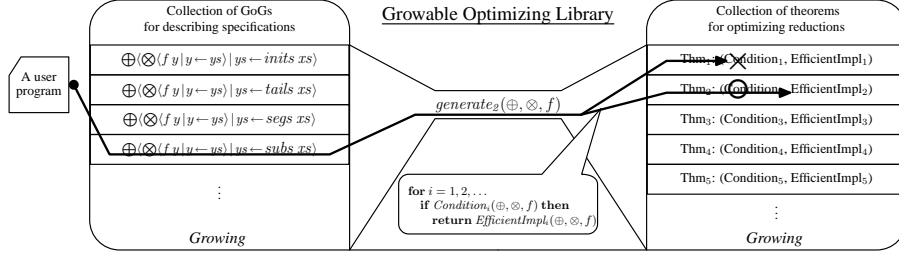 Growable Optimizing Library
Collection of GoGs
for describing specifications
A user
program
⨁⟨⨂⟨f y | y ← ys⟩ | ys ← inits xs⟩
⨁⟨⨂⟨f y | y ← ys⟩ | ys ← tails xs⟩
⨁⟨⨂⟨f y | y ← ys⟩ | ys ← segs xs⟩
⨁⟨⨂⟨f y | y ← ys⟩ | ys ← subs xs⟩
⋮
Growing
generate₂(⊕, ⊗, f)
for i = 1, 2, . . .
if Conditionᵢ(⊕, ⊗, f) then
return EfficientImplᵢ(⊕, ⊗, f)
Collection of theorems
for optimizing reductions
Thm₁: (Condition₁, EfficientImpl₁)
Thm₂: (Condition₂, EfficientImpl₂)
Thm₃: (Condition₃, EfficientImpl₃)
Thm₄: (Condition₄, EfficientImpl₄)
Thm₅: (Condition₅, EfficientImpl₅)
⋮
Growing